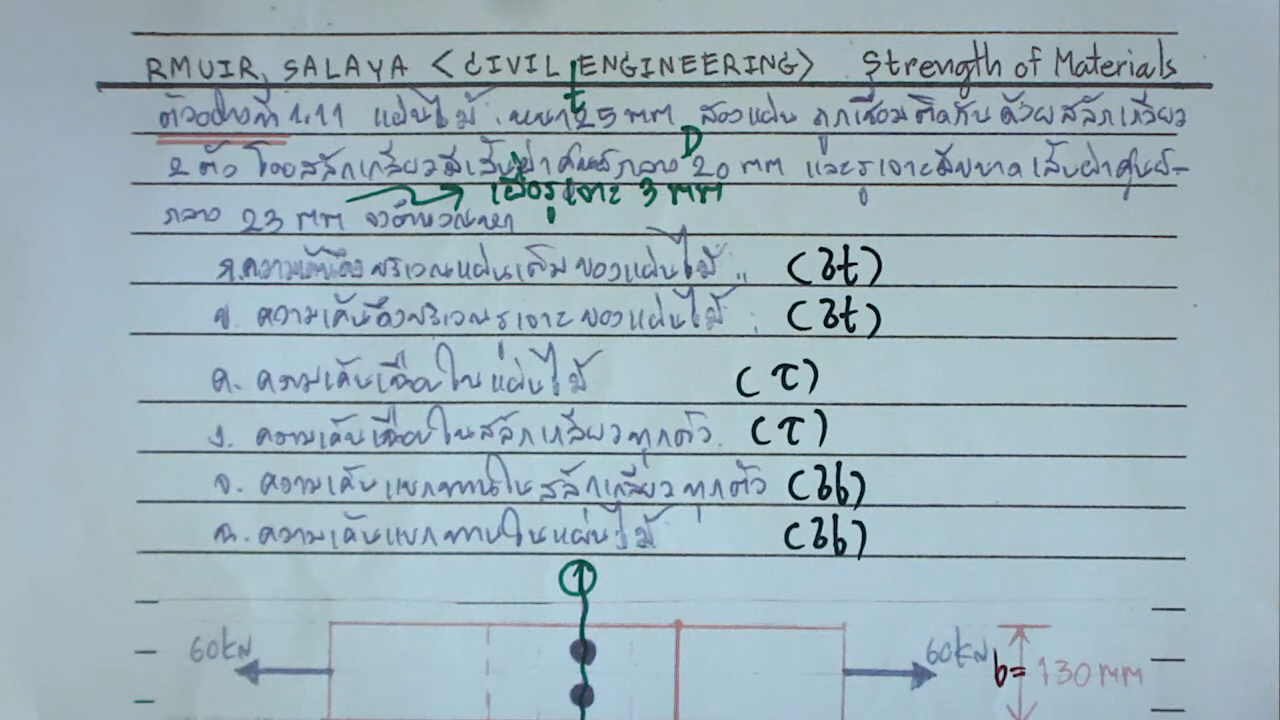 RMUIR, SALAYA <CIVIL ENGINEERING> Strength of Materials
ตัวอย่างที่ 1.11 แผ่นไม้ หนา 25 mm สองแผ่น ถูกเชื่อมติดกันด้วยสลักเกลียว
t
2 ตัว โดยสลักเกลียวมีเส้นผ่าศูนย์กลาง 20 mm และรูเจาะมีขนาดเส้นผ่าศูนย์-
D
เผื่อรูเจาะ 3 mm
กลาง 23 mm จงคำนวณหา
ก. ความเค้นดึงบริเวณแผ่นเต็มของแผ่นไม้ (σt)
ข. ความเค้นดึงบริเวณรูเจาะของแผ่นไม้ (σt)
ค. ความเค้นเฉือนในแผ่นไม้ (τ)
ง. ความเค้นเฉือนในสลักเกลียวทุกตัว (τ)
จ. ความเค้นแบกทานในสลักเกลียวทุกตัว (σb)
ฉ. ความเค้นแบกทานในแผ่นไม้ (σb)
1
60kN 60kN b= 130 mm